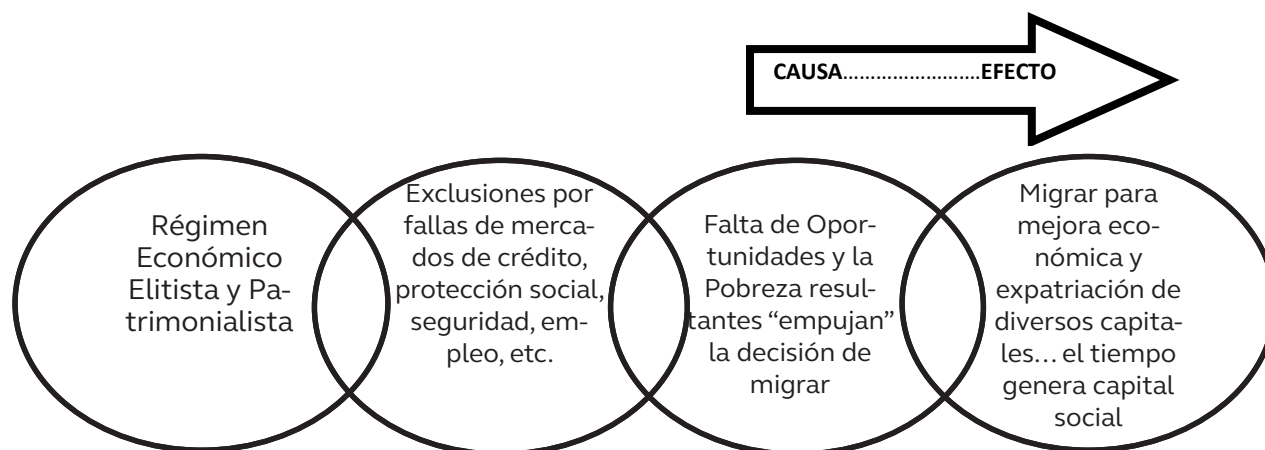 CAUSA........................EFECTO
Régimen
Económico
Elitista y Pa-
trimonialista
Exclusiones por
fallas de merca-
dos de crédito,
protección social,
seguridad, em-
pleo, etc.
Falta de Opor-
tunidades y la
Pobreza resul-
tantes “empujan”
la decisión de
migrar
Migrar para
mejora eco-
nómica y
expatriación de
diversos capita-
les... el tiempo
genera capital
social